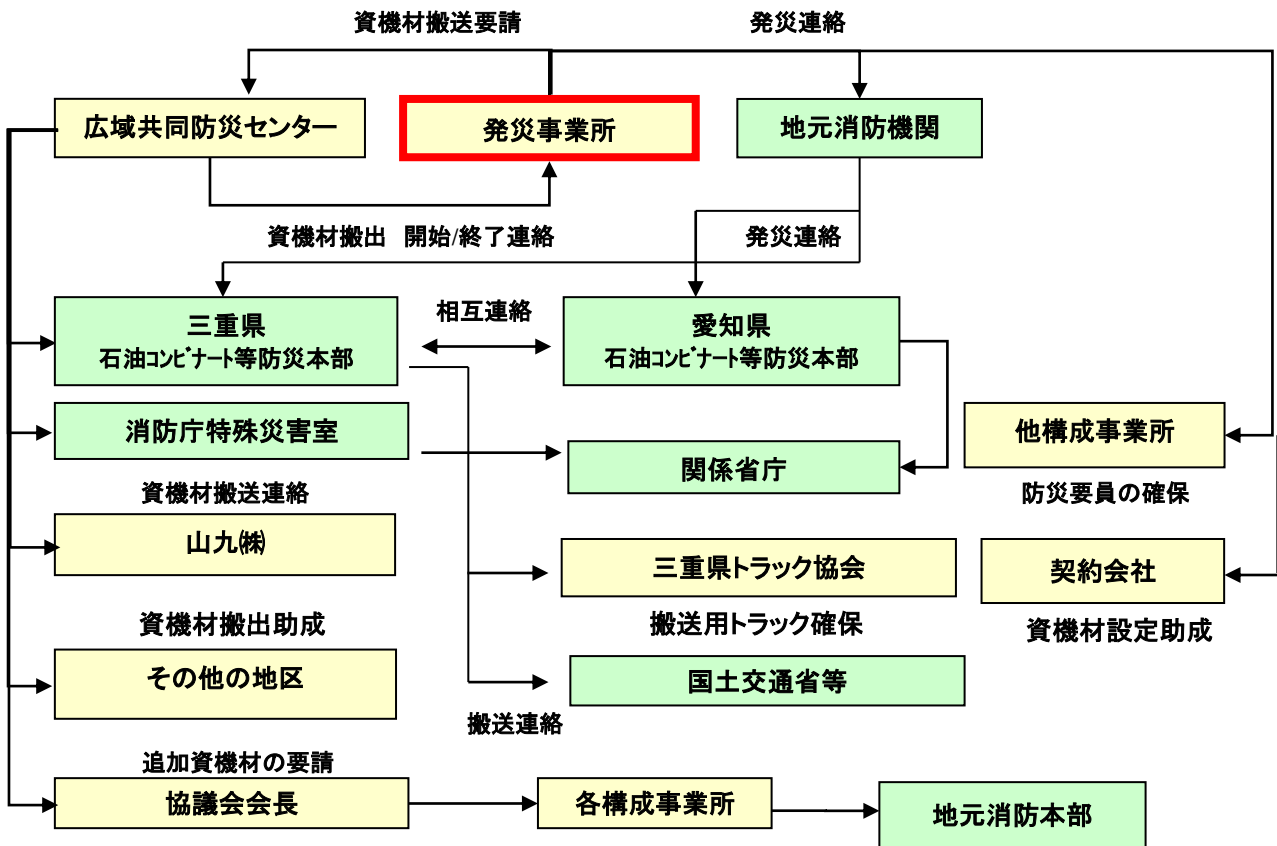 資機材搬送要請
発災連絡
広域共同防災センター
発災事業所
地元消防機関
資機材搬出 開始/終了連絡
発災連絡
三重県
石油ｺﾝﾋﾞﾅｰﾄ等防災本部
相互連絡
愛知県
石油ｺﾝﾋﾞﾅｰﾄ等防災本部
消防庁特殊災害室
関係省庁
他構成事業所
資機材搬送連絡
防災要員の確保
山九㈱
三重県トラック協会
契約会社
資機材搬出助成
搬送用トラック確保
資機材設定助成
その他の地区
国土交通省等
搬送連絡
追加資機材の要請
協議会会長
各構成事業所
地元消防本部